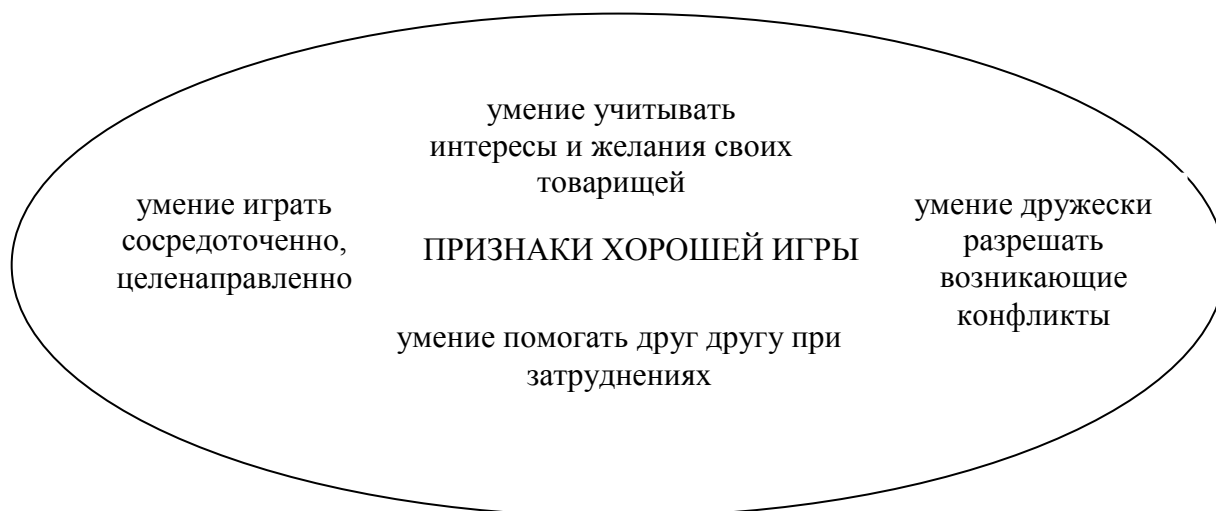 умение учитывать
интересы и желания своих
товарищей
умение играть
сосредоточенно,
целенаправленно
ПРИЗНАКИ ХОРОШЕЙ ИГРЫ
умение дружески
разрешать
возникающие
конфликты
умение помогать друг другу при
затруднениях